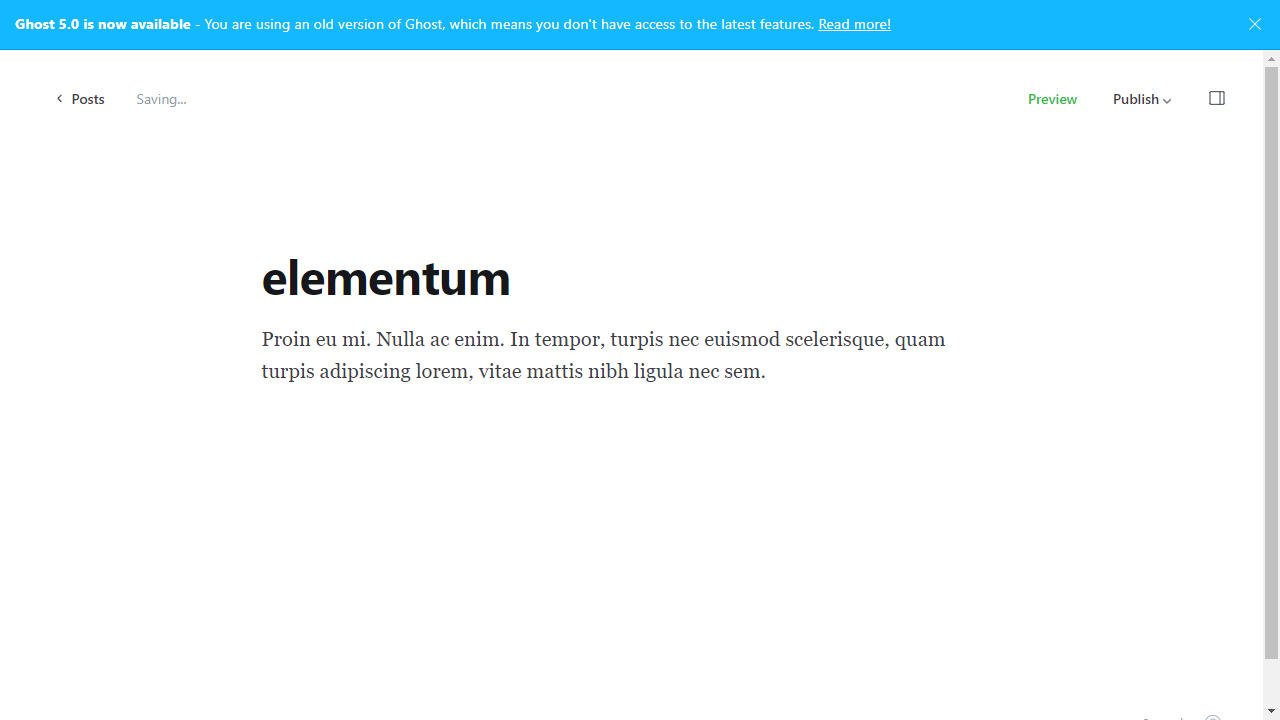 Ghost 5.0 is now available - You are using an old version of Ghost, which means you don't have access to the latest features. Read more!
Posts Saving... Preview Publish
elementum
Proin eu mi. Nulla ac enim. In tempor, turpis nec euismod scelerisque, quam
turpis adipiscing lorem, vitae mattis nibh ligula nec sem.